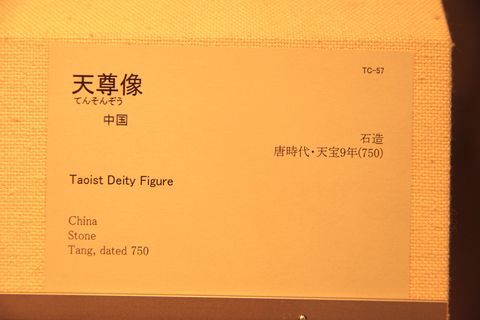 TC-57
天尊像
てんそんぞう
中国
石造
唐時代・天宝9年(750)
Taoist Deity Figure
China
Stone
Tang, dated 750